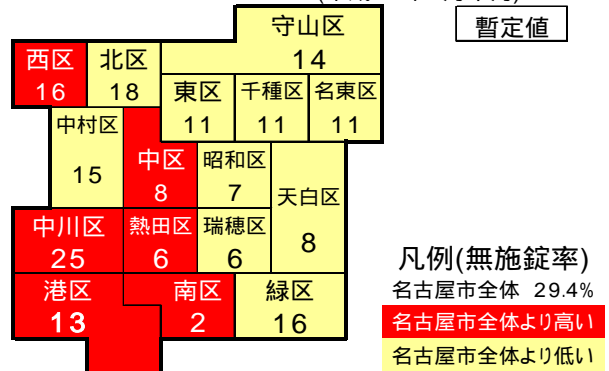 暫定値
守山区
14
西区
16
北区
18
東区
11
千種区
11
名東区
11
中村区
15
中区
8
昭和区
7
天白区
8
中川区
25
熱田区
6
瑞穂区
6
港区
13
南区
2
緑区
16
凡例(無施錠率)
名古屋市全体 29.4%
名古屋市全体より高い
名古屋市全体より低い